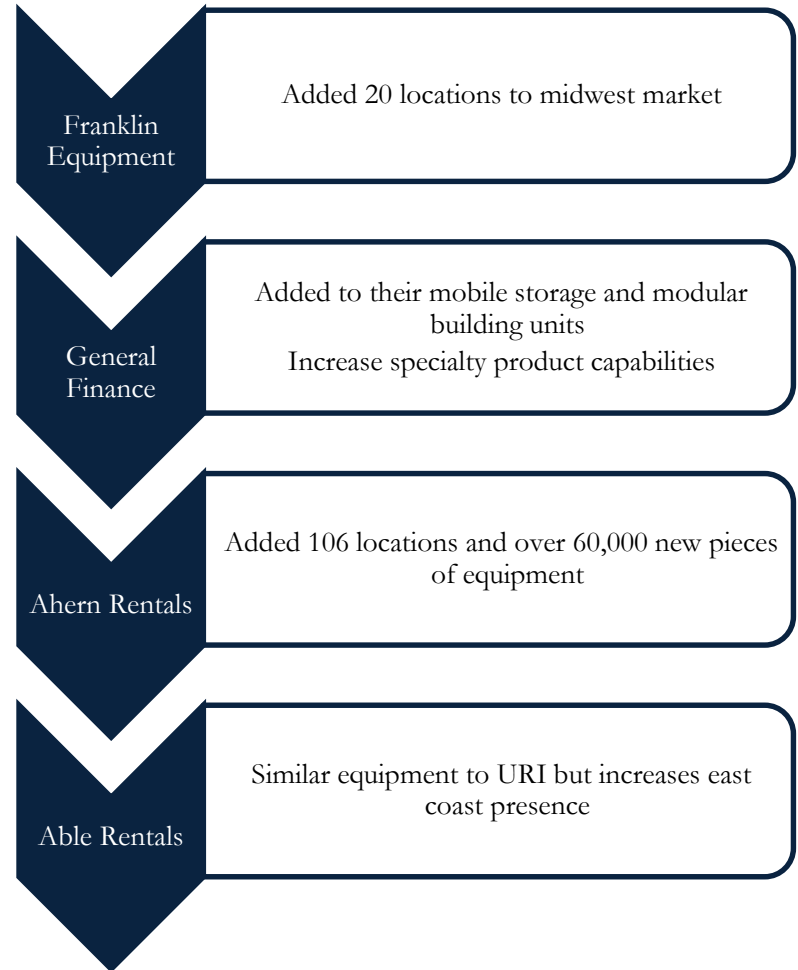 Franklin
Equipment
Added 20 locations to midwest market
General
Finance
Added to their mobile storage and modular
building units
Increase specialty product capabilities
Ahern Rentals
Added 106 locations and over 60,000 new pieces
of equipment
Able Rentals
Similar equipment to URI but increases east
coast presence